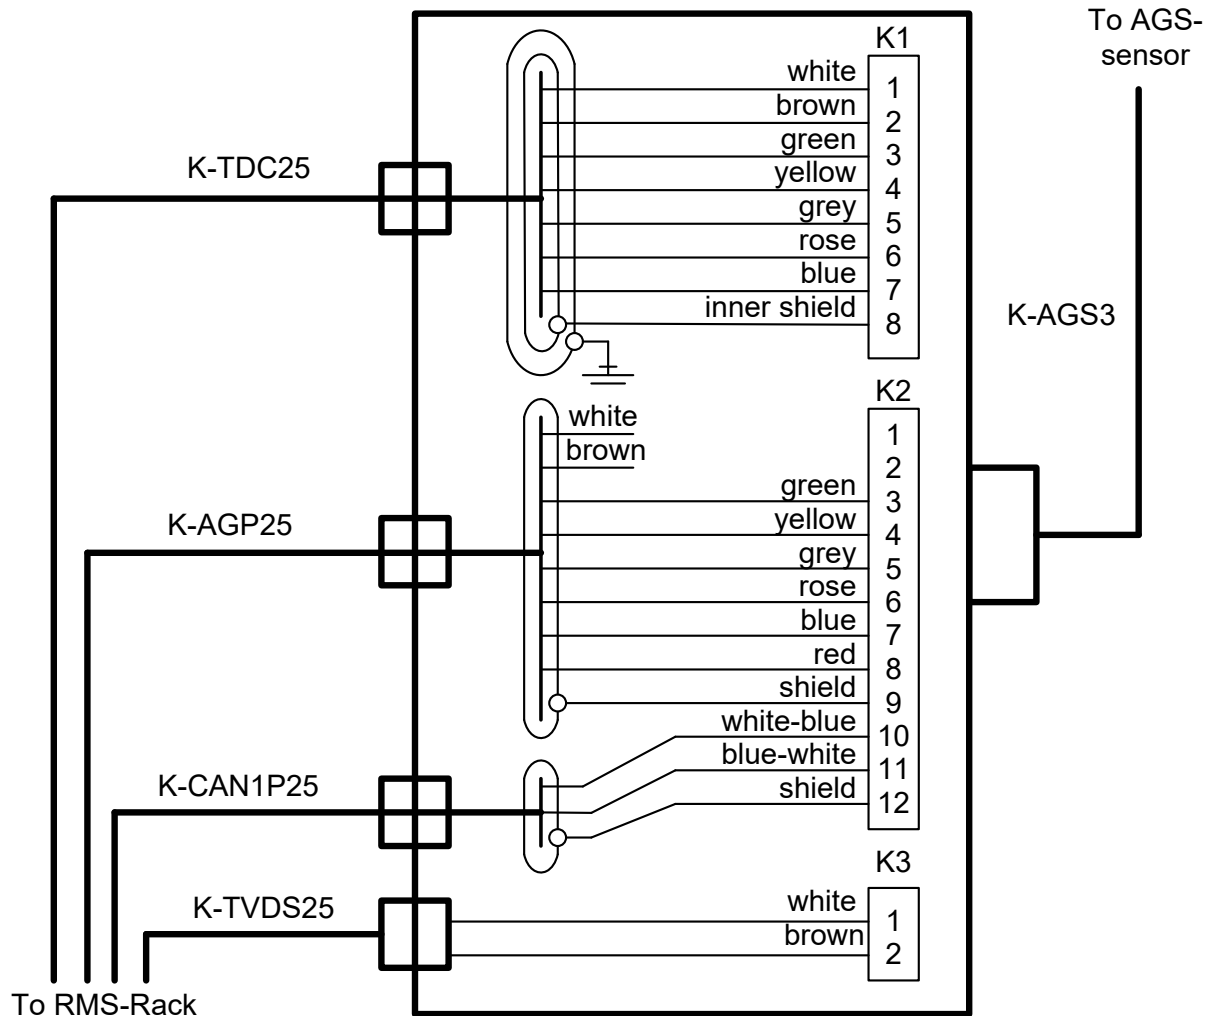 To AGS-
sensor
K1
white 1
brown 2
green 3
yellow 4
grey 5
rose 6
blue 7
inner shield 8
K-TDC25
K-AGS3
K2
white 1
brown 2
green 3
yellow 4
grey 5
rose 6
blue 7
red 8
shield 9
white-blue 10
blue-white 11
shield 12
K-AGP25
K-CAN1P25
K3
white 1
brown 2
K-TVDS25
To RMS-Rack